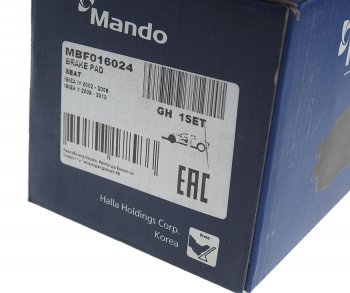 Mando
MBF016024
BRAKE PAD
SEAT
IBIZA IV 2002 - 2009
IBIZA V 2008 - 2010
GH 1SET
EAC
Halla Holdings Corp.
Korea
Brake